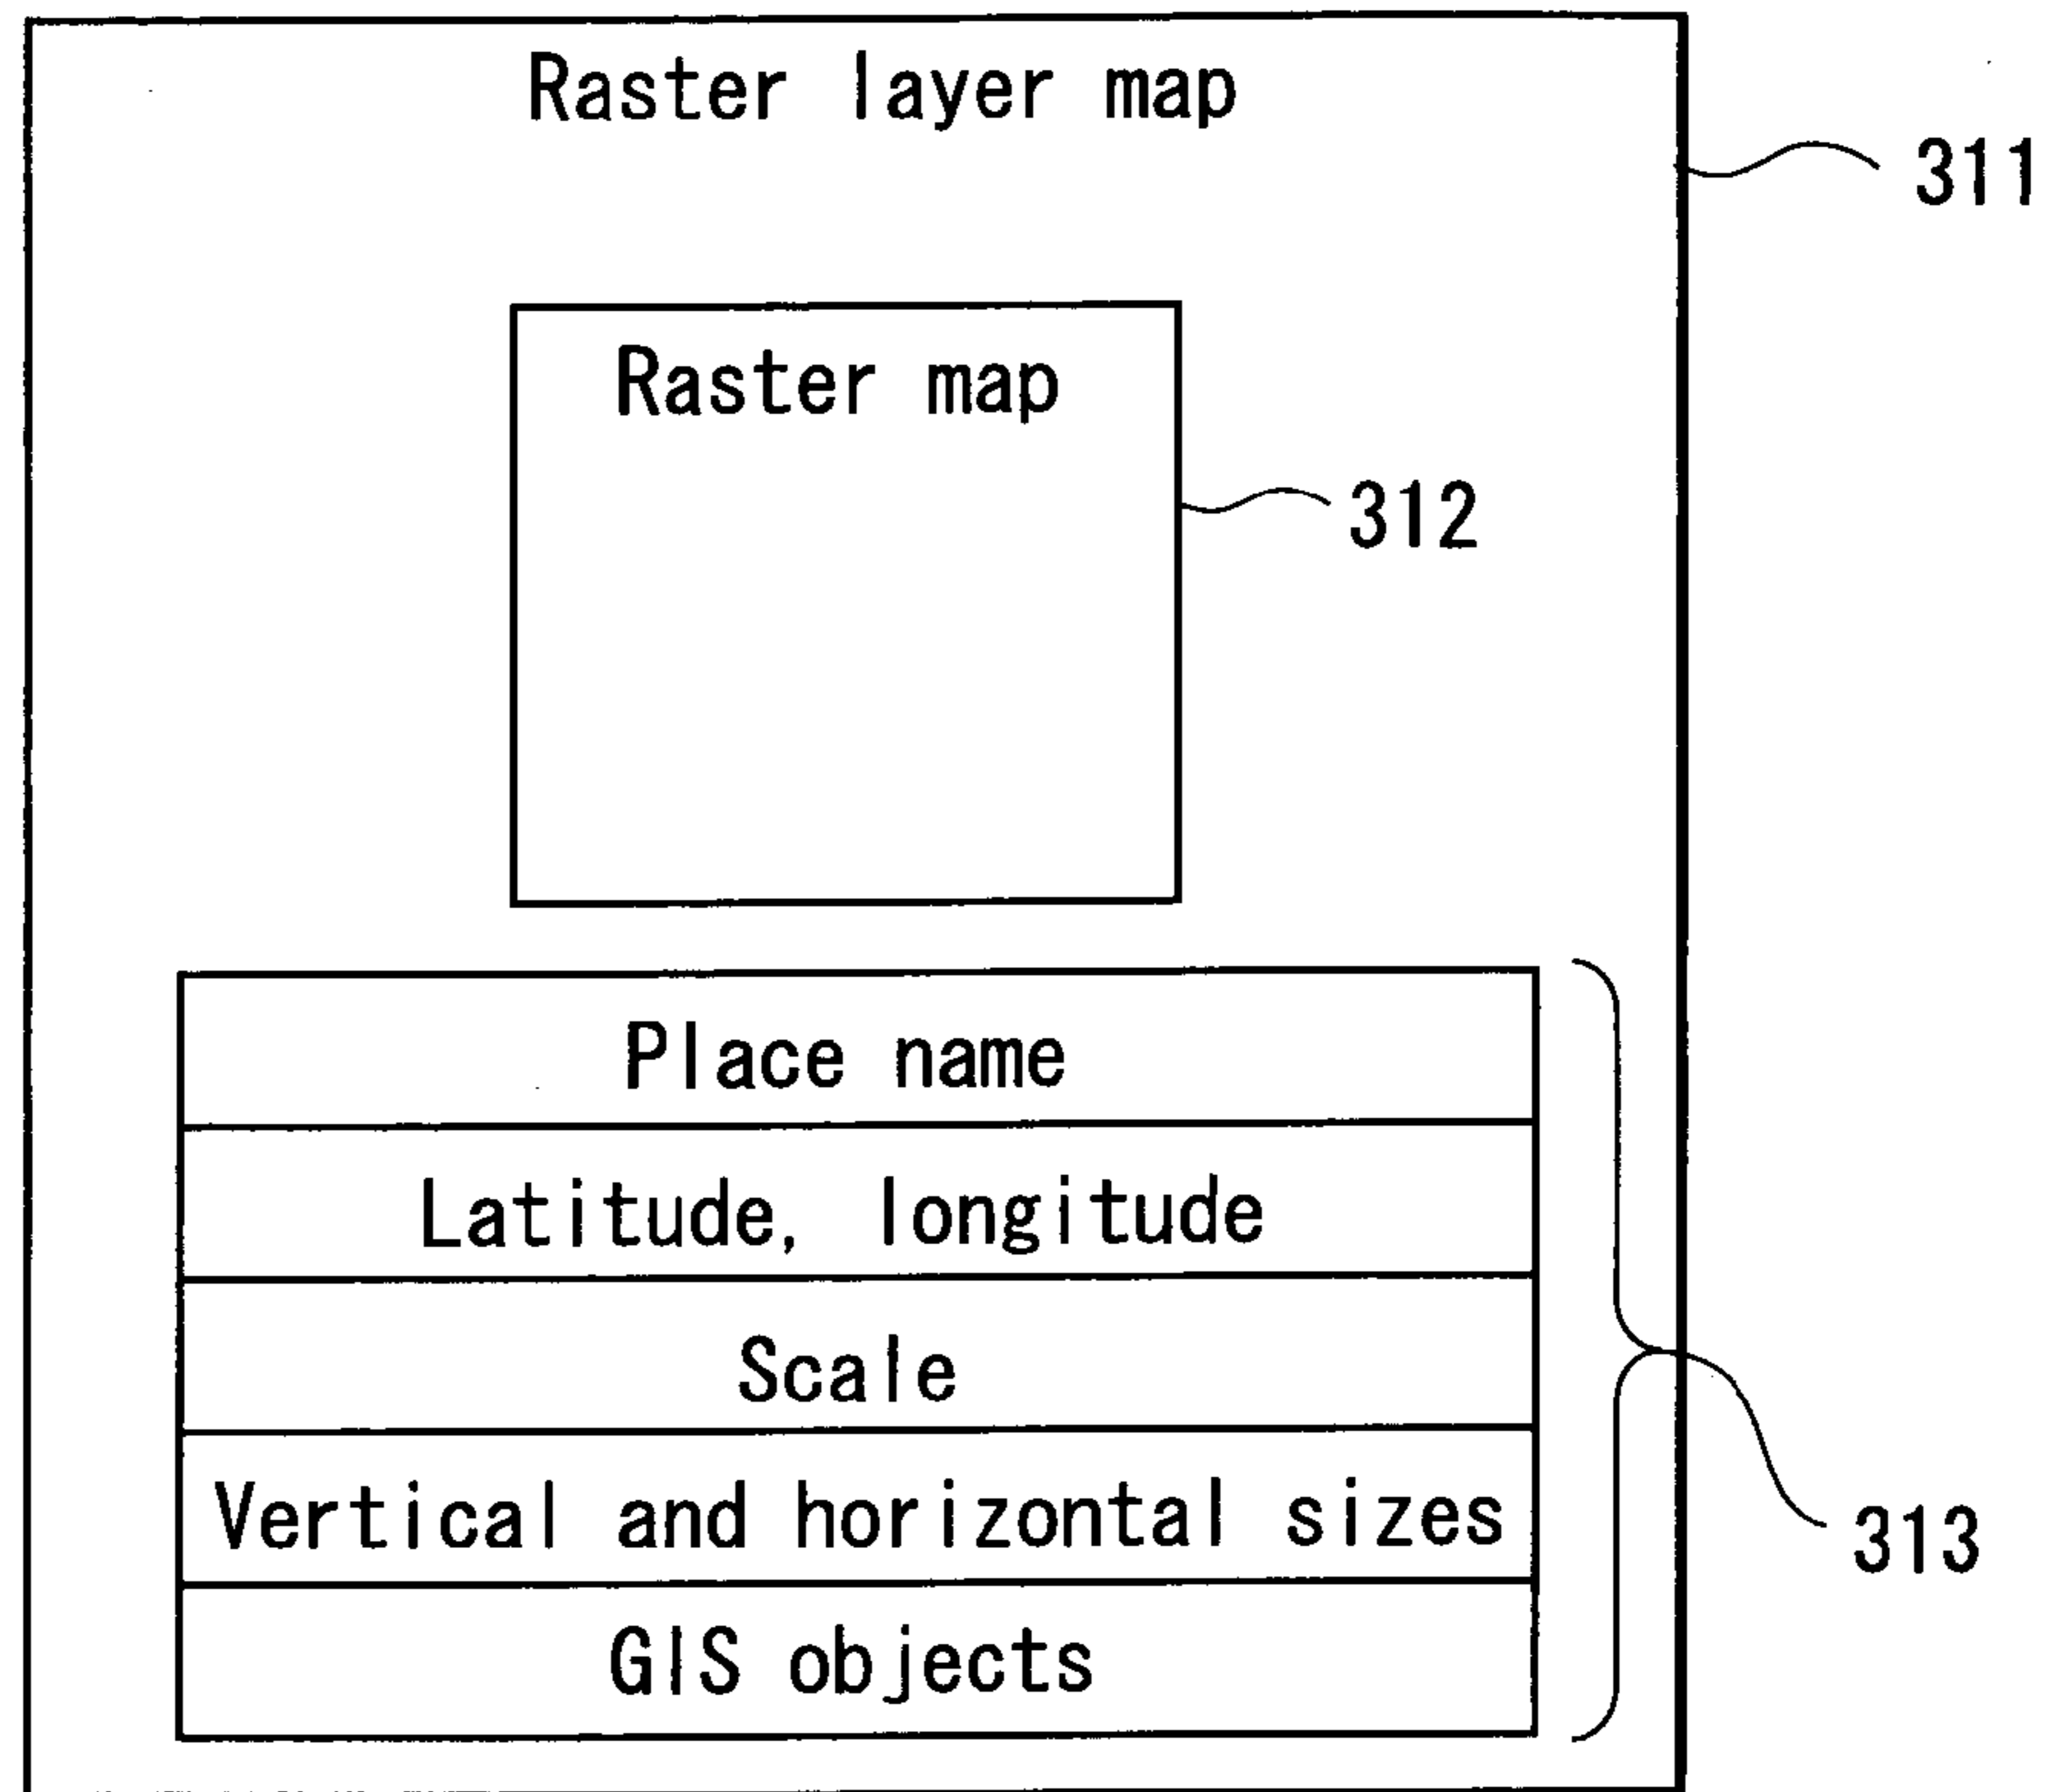 Raster layer map
311
Raster map
312
Place name
Latitude, longitude
Scale
Vertical and horizontal sizes
313
GIS objects